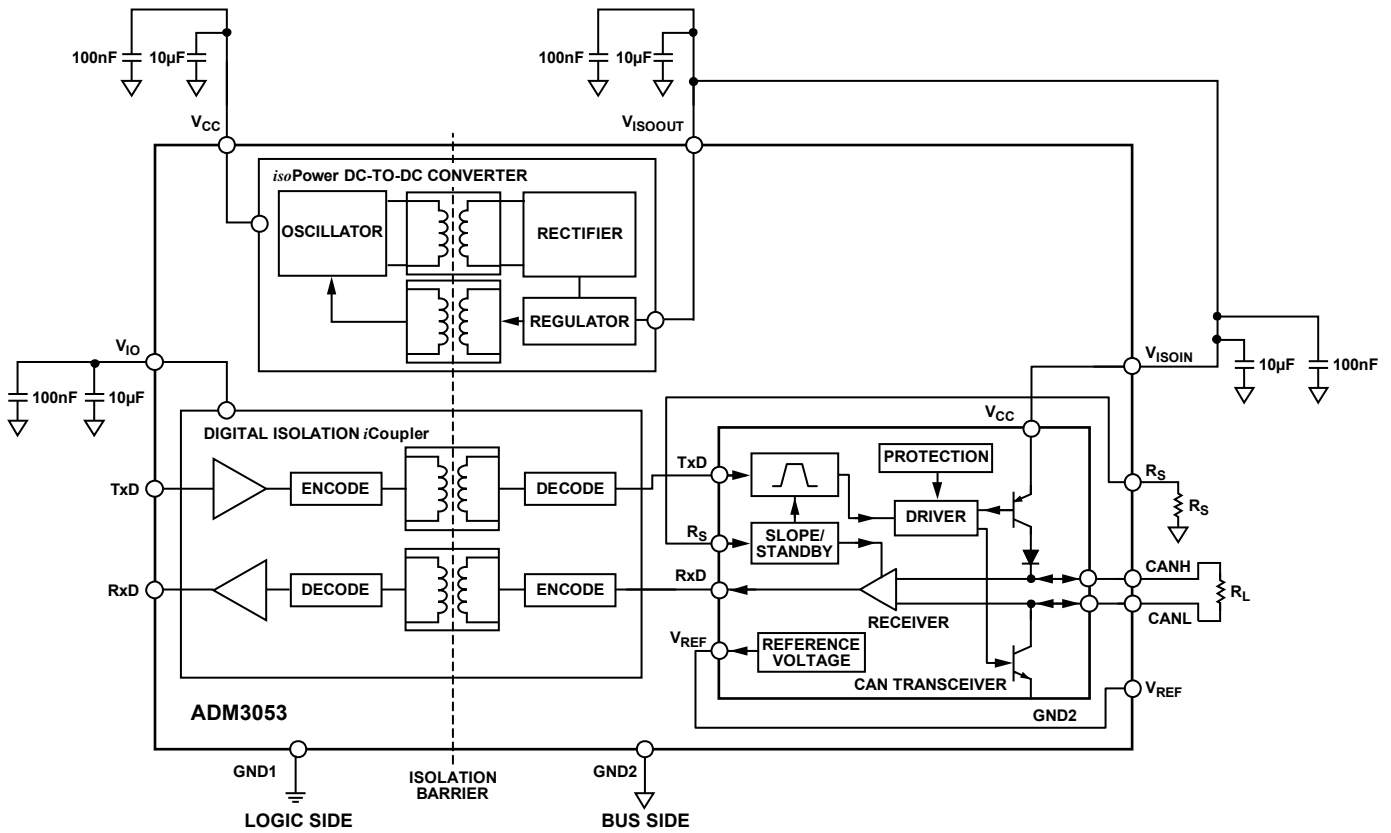 100nF 10µF
100nF 10µF
VCC
VISOOUT
isoPower DC-TO-DC CONVERTER
OSCILLATOR
RECTIFIER
REGULATOR
VIO
100nF 10µF
VISOIN
10µF 100nF
DIGITAL ISOLATION iCoupler
VCC
TxD
ENCODE
DECODE
TxD
PROTECTION
DRIVER
RS
RS
RS
SLOPE/
STANDBY
RxD
DECODE
ENCODE
RxD
RECEIVER
CANH
RL
CANL
VREF
REFERENCE
VOLTAGE
CAN TRANSCEIVER
VREF
GND2
ADM3053
GND1
ISOLATION
BARRIER
GND2
LOGIC SIDE
BUS SIDE